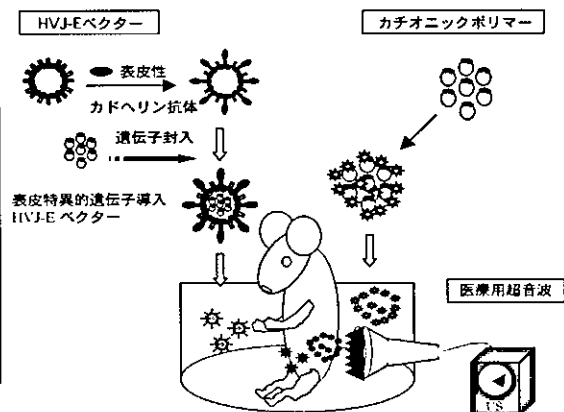 HVJ-Eベクター
カチオニックポリマー
表皮性
カドヘリン抗体
遺伝子封入
表皮特異的遺伝子導入
HVJ-E ベクター
医療用超音波
US